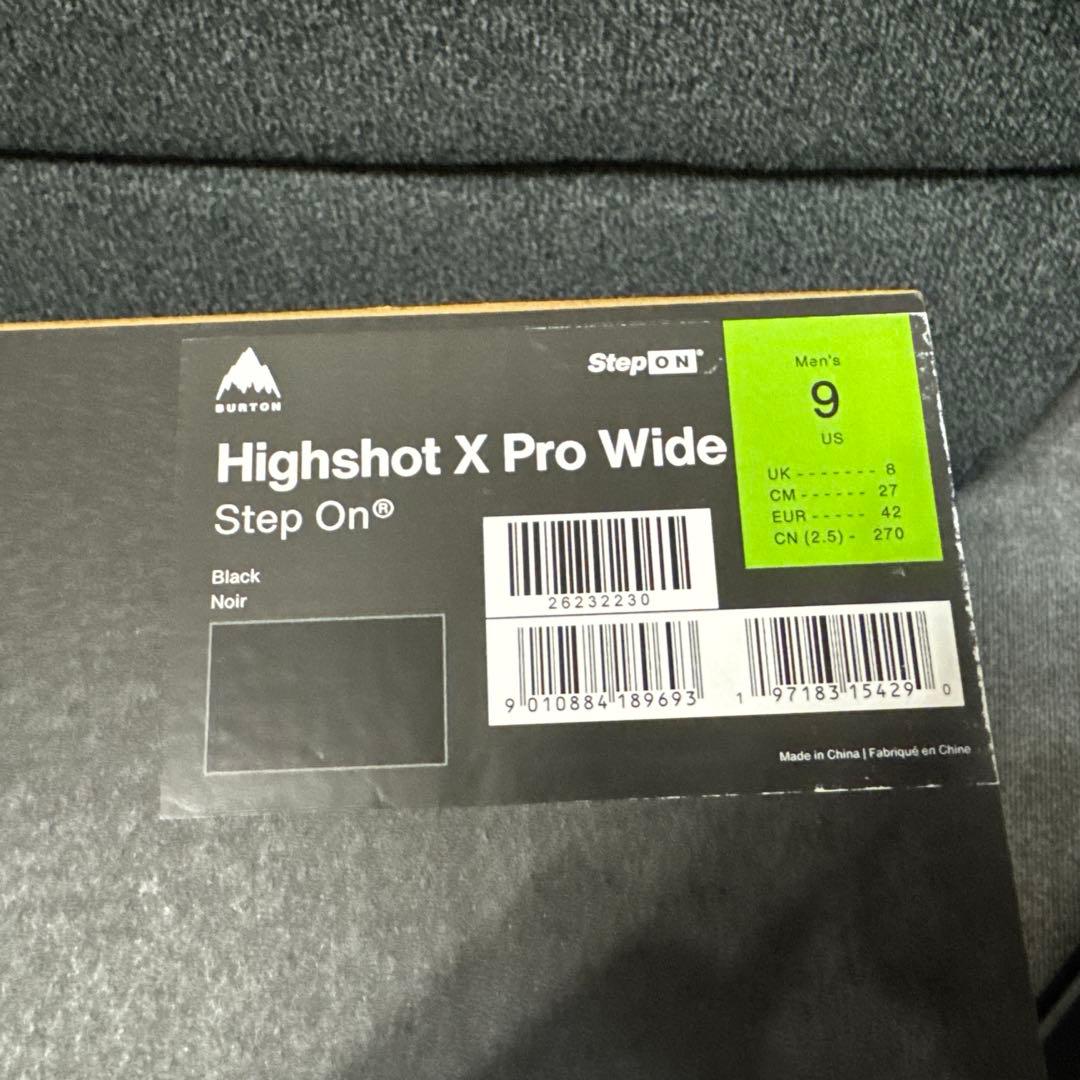 BURTON
StepON®
Highshot X Pro Wide
Step On®
Black
Noir
Men's
9
US
UK - - - - - - - 8
CM - - - - - - 27
EUR - - - - - 42
CN (2.5) - 270
26232230
9 010884 189693
1 97183 15429 0
Made in China | Fabriqué en Chine